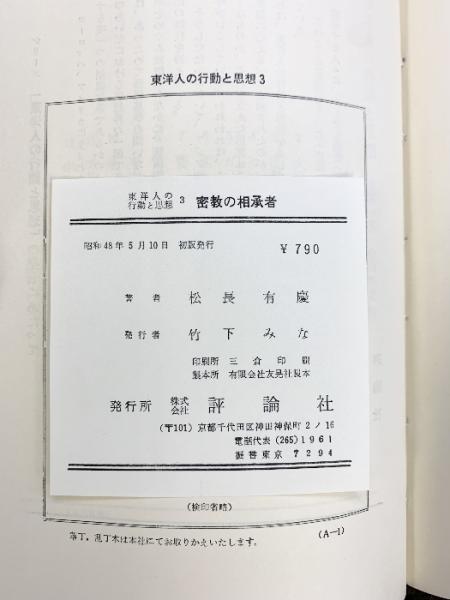 東洋人の行動と思想3
東洋人の行動と思想 3 密教の相承者
昭和48年5月10日 初版発行 ￥790
著者 松長有慶
発行者 竹下みな
印刷所 三倉印刷
製本所 有限会社友晃社製本
発行所 株式会社 評論社
(〒101) 京都千代田区神田神保町2ノ16
電話代表(265)1961
振替東京 7294
(検印省略)
落丁、乱丁本は本社にてお取りかえいたします。 (A—1)